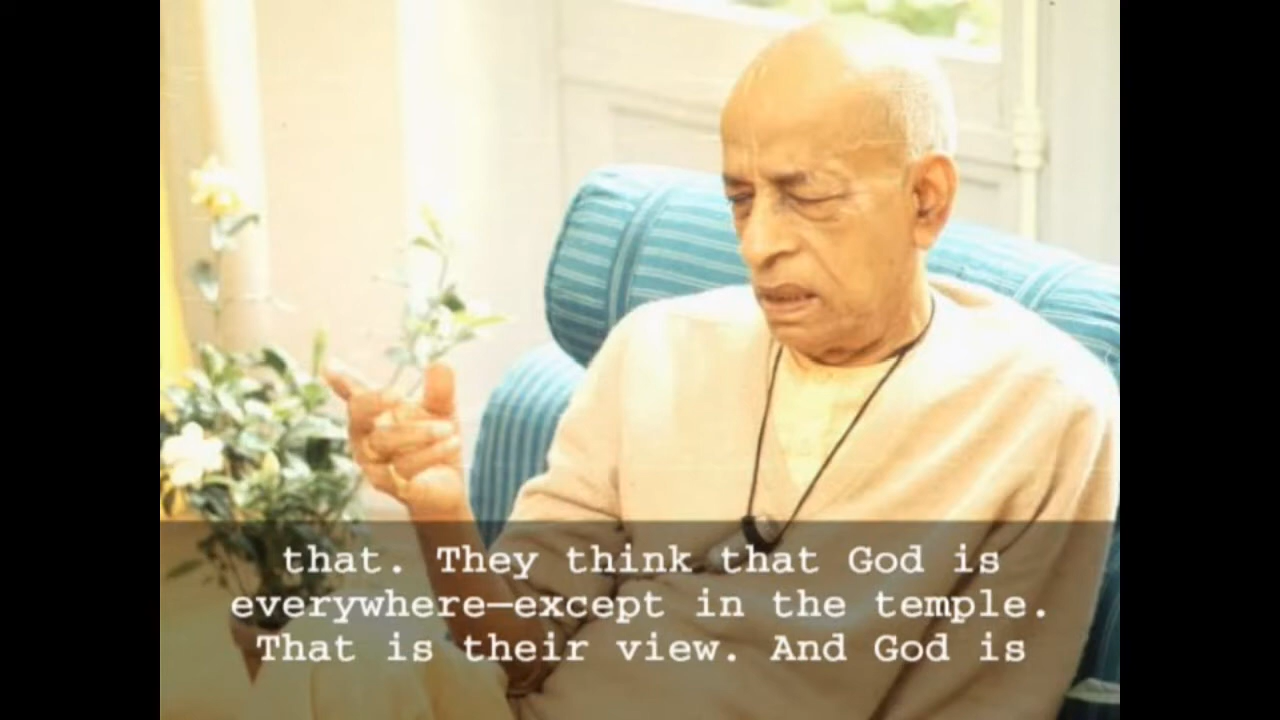 that. They think that God is
everywhere—except in the temple.
That is their view. And God is